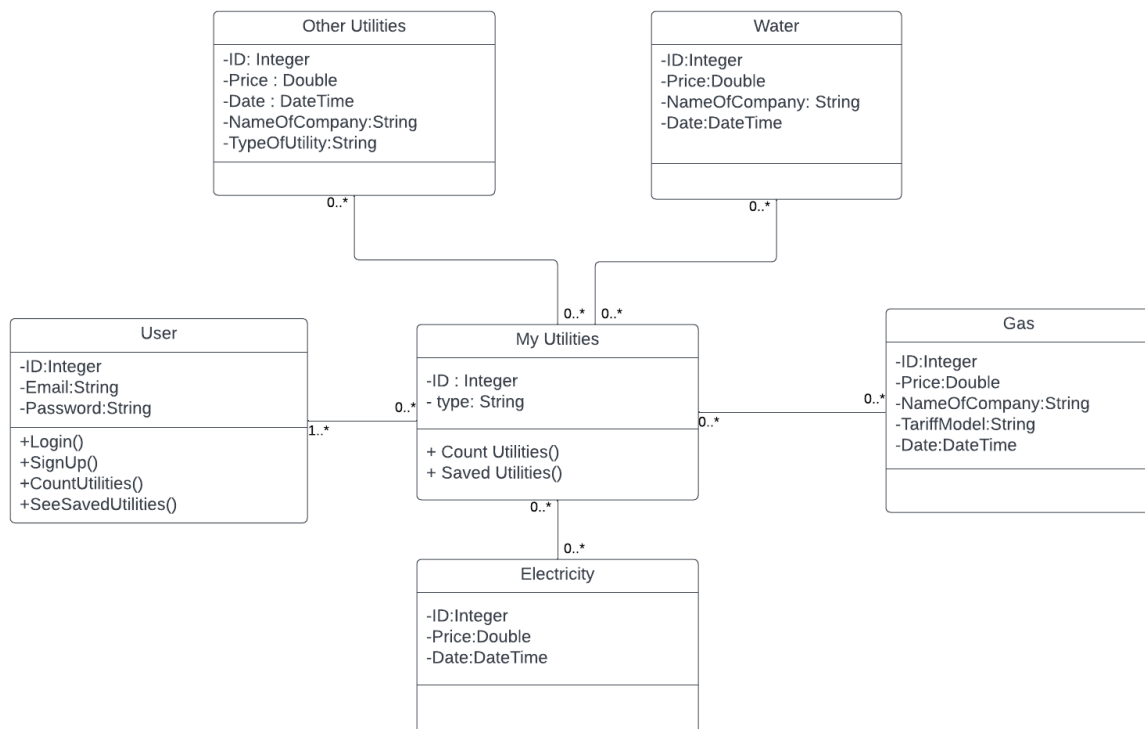 Other Utilities
-ID: Integer
-Price : Double
-Date : DateTime
-NameOfCompany:String
-TypeOfUtility:String
0..*
Water
-ID:Integer
-Price:Double
-NameOfCompany: String
-Date:DateTime
0..*
0..*
0..*
User
-ID:Integer
-Email:String
-Password:String
+Login()
+SignUp()
+CountUtilities()
+SeeSavedUtilities()
1..*
0..*
My Utilities
-ID : Integer
- type: String
+ Count Utilities()
+ Saved Utilities()
0..*
0..*
Gas
-ID:Integer
-Price:Double
-NameOfCompany:String
-TariffModel:String
-Date:DateTime
0..*
0..*
Electricity
-ID:Integer
-Price:Double
-Date:DateTime